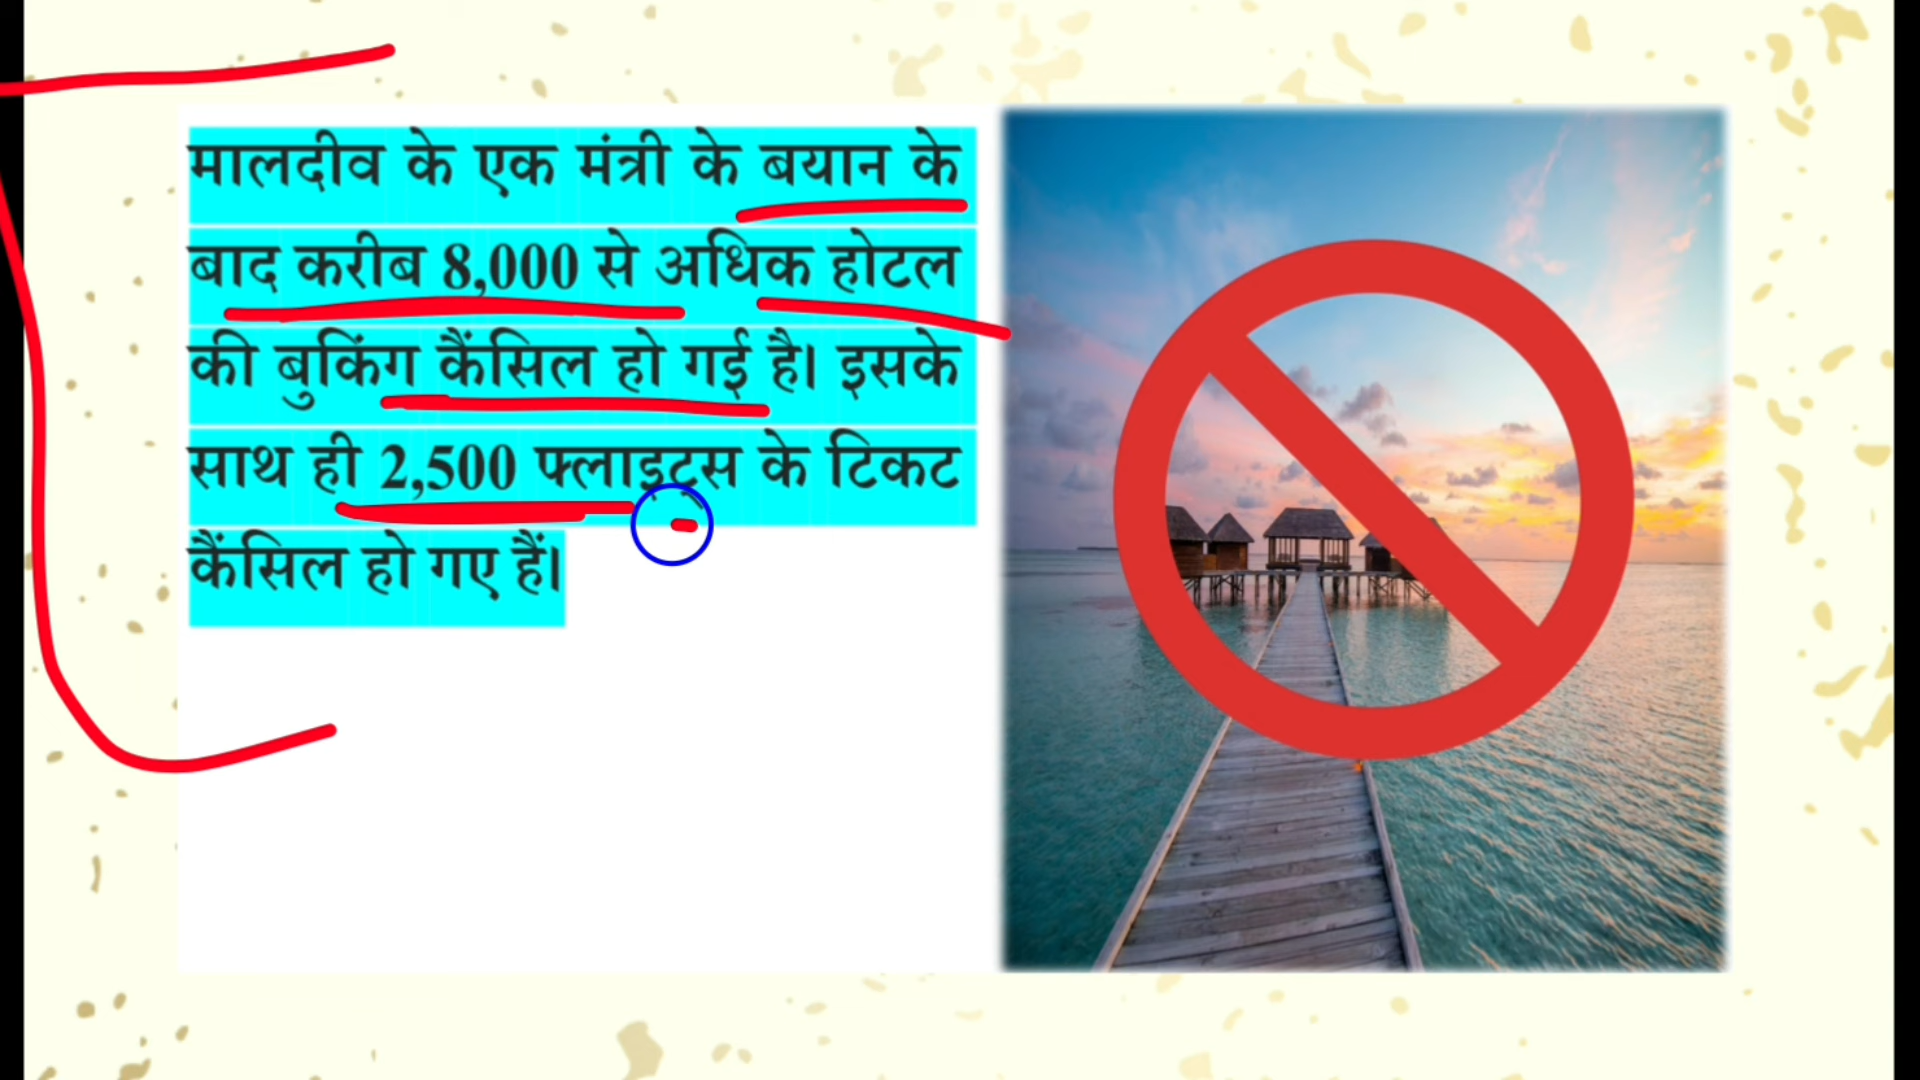 मालदीव के एक मंत्री के बयान के
बाद करीब 8,000 से अधिक होटल
की बुकिंग कैंसिल हो गई है। इसके
साथ ही 2,500 फ्लाइट्स के टिकट
कैंसिल हो गए हैं।